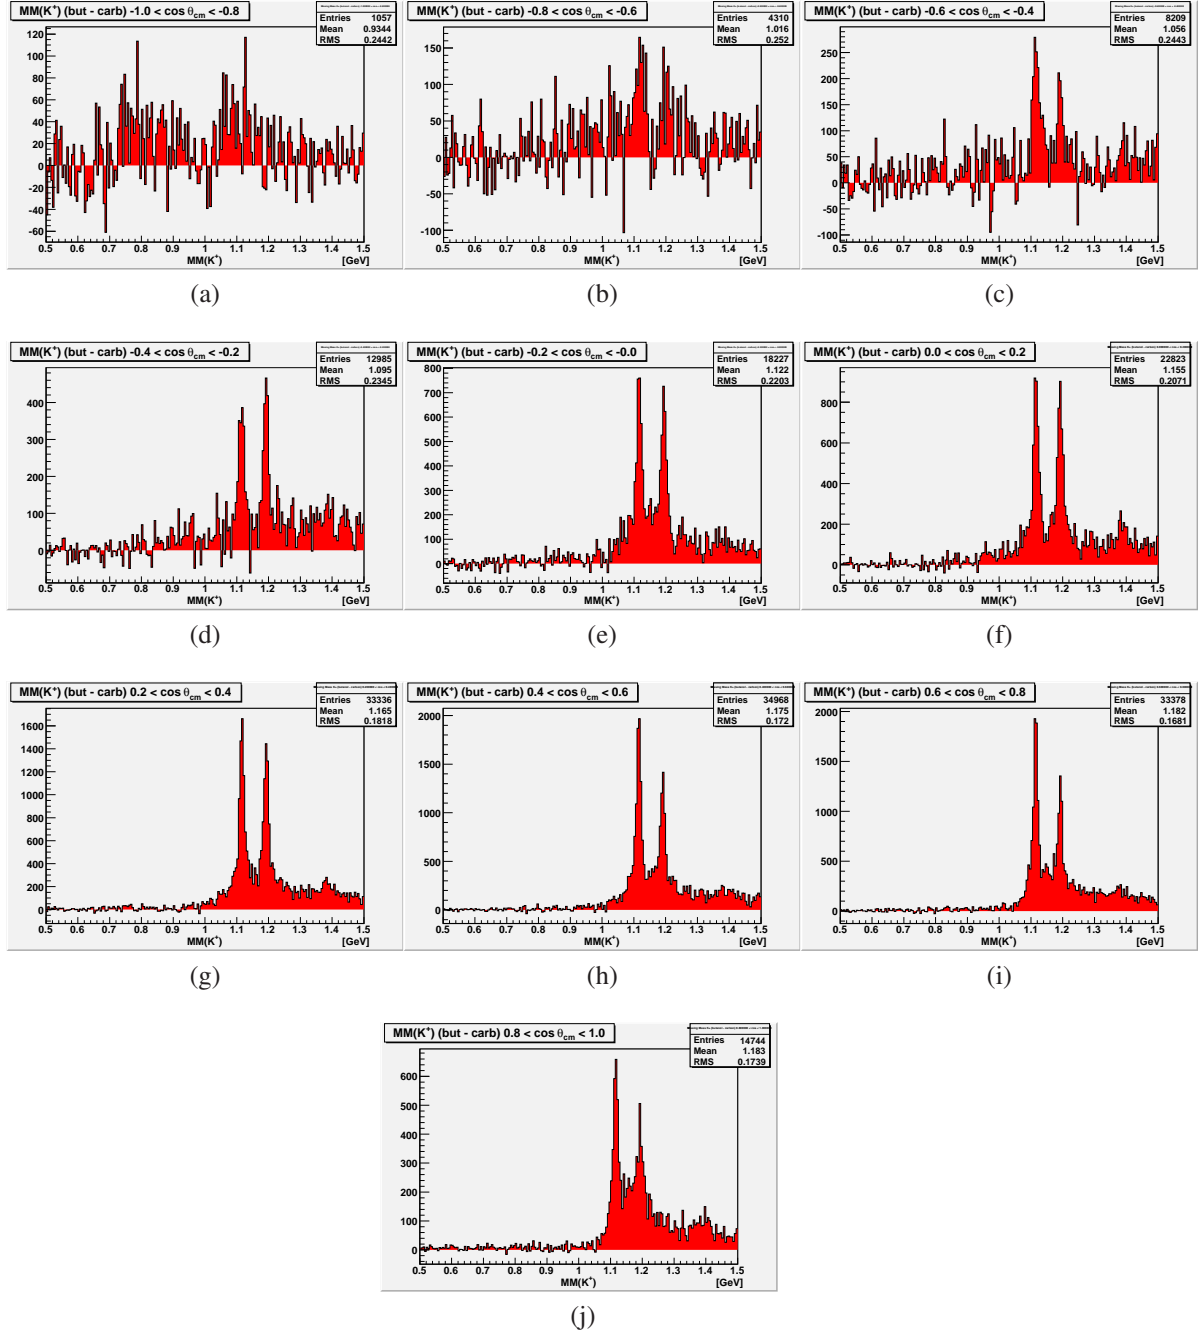 MM(K⁺) (but - carb) -1.0 < cos θcm < -0.8
Entries 1057
Mean 0.9344
RMS 0.2442
120
100
80
60
40
20
0
-20
-40
-60
0.5 0.6 0.7 0.8 0.9 1 1.1 1.2 1.3 1.4 1.5
MM(K⁺) [GeV]
(a)
MM(K⁺) (but - carb) -0.8 < cos θcm < -0.6
Entries 4310
Mean 1.016
RMS 0.252
150
100
50
0
-50
-100
0.5 0.6 0.7 0.8 0.9 1 1.1 1.2 1.3 1.4 1.5
MM(K⁺) [GeV]
(b)
MM(K⁺) (but - carb) -0.6 < cos θcm < -0.4
Entries 8209
Mean 1.056
RMS 0.2443
250
200
150
100
50
0
-50
-100
0.5 0.6 0.7 0.8 0.9 1 1.1 1.2 1.3 1.4 1.5
MM(K⁺) [GeV]
(c)
MM(K⁺) (but - carb) -0.4 < cos θcm < -0.2
Entries 12985
Mean 1.095
RMS 0.2345
400
300
200
100
0
0.5 0.6 0.7 0.8 0.9 1 1.1 1.2 1.3 1.4 1.5
MM(K⁺) [GeV]
(d)
MM(K⁺) (but - carb) -0.2 < cos θcm < -0.0
Entries 18227
Mean 1.122
RMS 0.2203
800
700
600
500
400
300
200
100
0
0.5 0.6 0.7 0.8 0.9 1 1.1 1.2 1.3 1.4 1.5
MM(K⁺) [GeV]
(e)
MM(K⁺) (but - carb) 0.0 < cos θcm < 0.2
Entries 22823
Mean 1.155
RMS 0.2071
800
600
400
200
0
0.5 0.6 0.7 0.8 0.9 1 1.1 1.2 1.3 1.4 1.5
MM(K⁺) [GeV]
(f)
MM(K⁺) (but - carb) 0.2 < cos θcm < 0.4
Entries 33336
Mean 1.165
RMS 0.1818
1600
1400
1200
1000
800
600
400
200
0
0.5 0.6 0.7 0.8 0.9 1 1.1 1.2 1.3 1.4 1.5
MM(K⁺) [GeV]
(g)
MM(K⁺) (but - carb) 0.4 < cos θcm < 0.6
Entries 34968
Mean 1.175
RMS 0.172
2000
1500
1000
500
0
0.5 0.6 0.7 0.8 0.9 1 1.1 1.2 1.3 1.4 1.5
MM(K⁺) [GeV]
(h)
MM(K⁺) (but - carb) 0.6 < cos θcm < 0.8
Entries 33378
Mean 1.182
RMS 0.1681
2000
1500
1000
500
0
0.5 0.6 0.7 0.8 0.9 1 1.1 1.2 1.3 1.4 1.5
MM(K⁺) [GeV]
(i)
MM(K⁺) (but - carb) 0.8 < cos θcm < 1.0
Entries 14744
Mean 1.183
RMS 0.1739
600
500
400
300
200
100
0
0.5 0.6 0.7 0.8 0.9 1 1.1 1.2 1.3 1.4 1.5
MM(K⁺) [GeV]
(j)